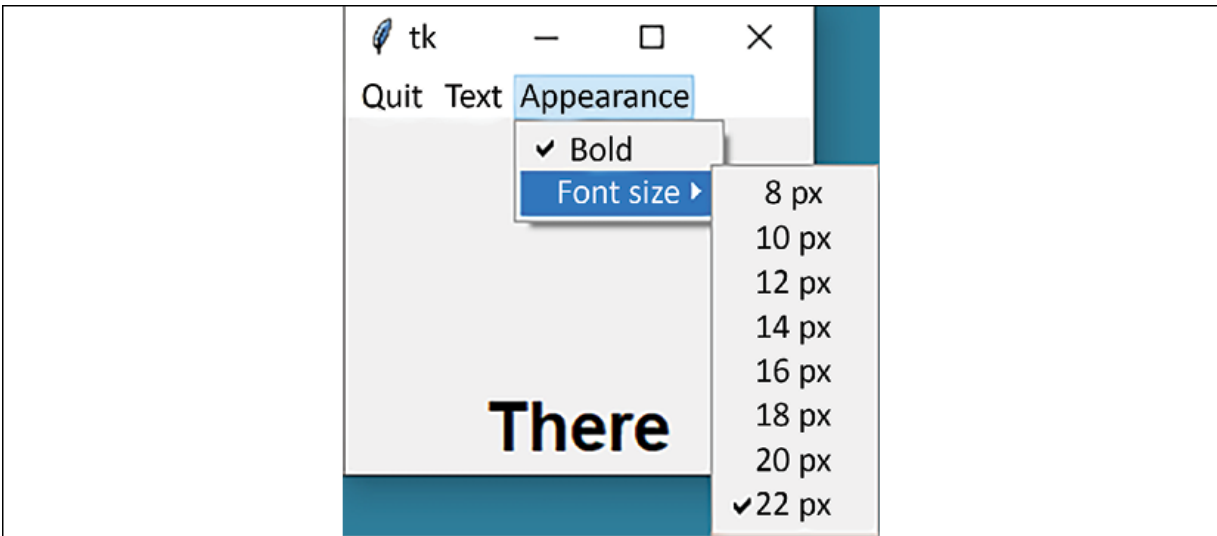 tk
Quit Text Appearance
Bold
Font size
8 px
10 px
12 px
14 px
16 px
18 px
20 px
22 px
There